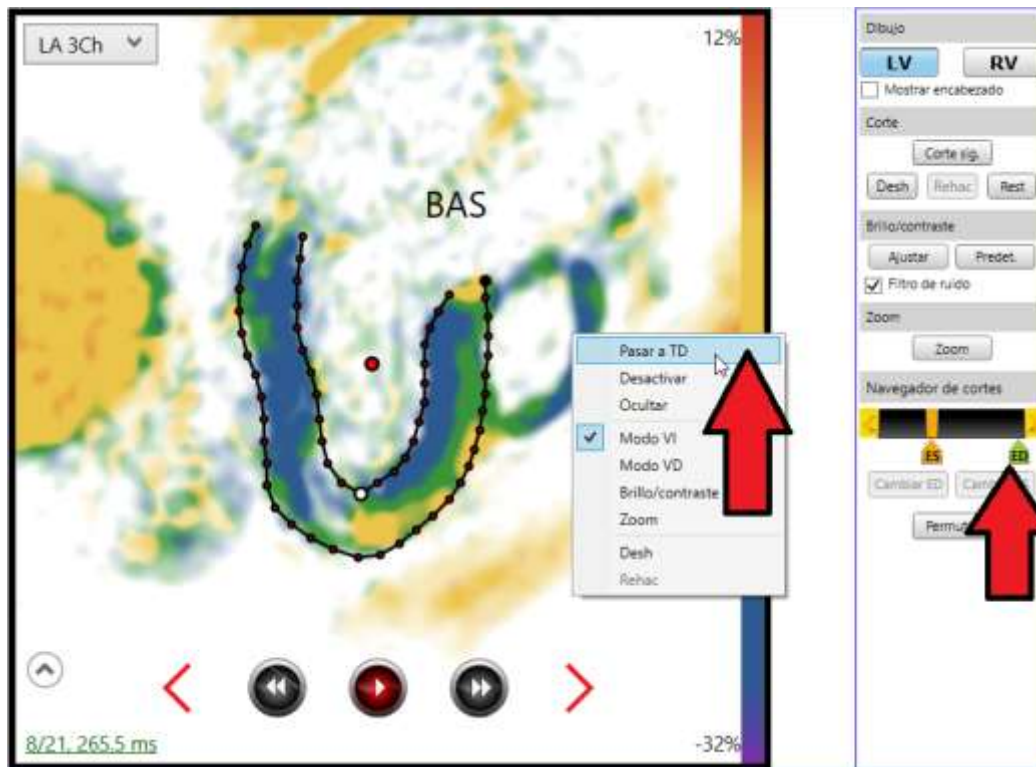 LA 3Ch
12%
BAS
Pasar a TD
Desactivar
Ocultar
Modo VI
Modo VD
Brillo/contraste
Zoom
Desh
Rehac
8/21, 265.5 ms
-32%
Dibujo
LV RV
Mostrar encabezado
Corte
Corte sig.
Desh Rehac Rest
Brillo/contraste
Ajustar Predet.
Filtro de ruido
Zoom
Zoom
Navegador de cortes
ES ED
Cambiar ED